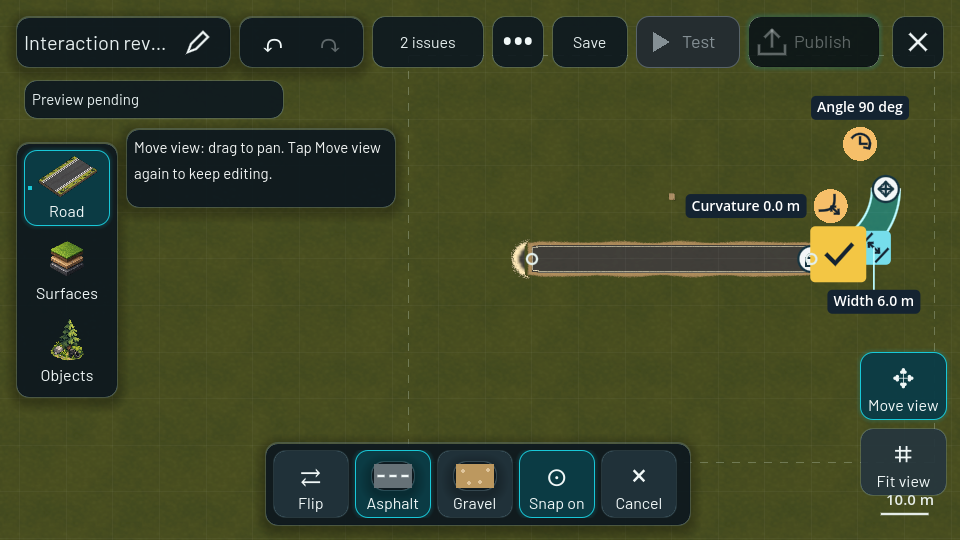 Interaction rev...
2 issues
Save
Test
Publish
Preview pending
Move view: drag to pan. Tap Move view
again to keep editing.
Road
Surfaces
Objects
Angle 90 deg
Curvature 0.0 m
Width 6.0 m
Move view
Fit view
10.0 m
Flip
Asphalt
Gravel
Snap on
Cancel